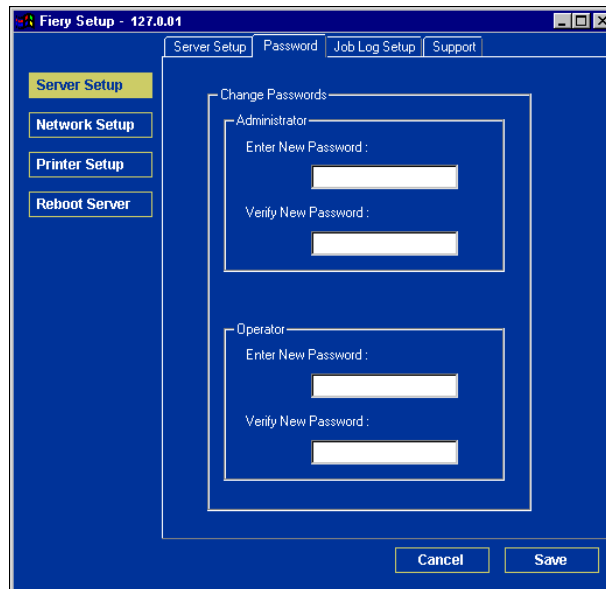 Fiery Setup - 127.0.01
Server Setup Password Job Log Setup Support
Server Setup
Network Setup
Printer Setup
Reboot Server
Change Passwords
Administrator
Enter New Password :
Verify New Password :
Operator
Enter New Password :
Verify New Password :
Cancel Save